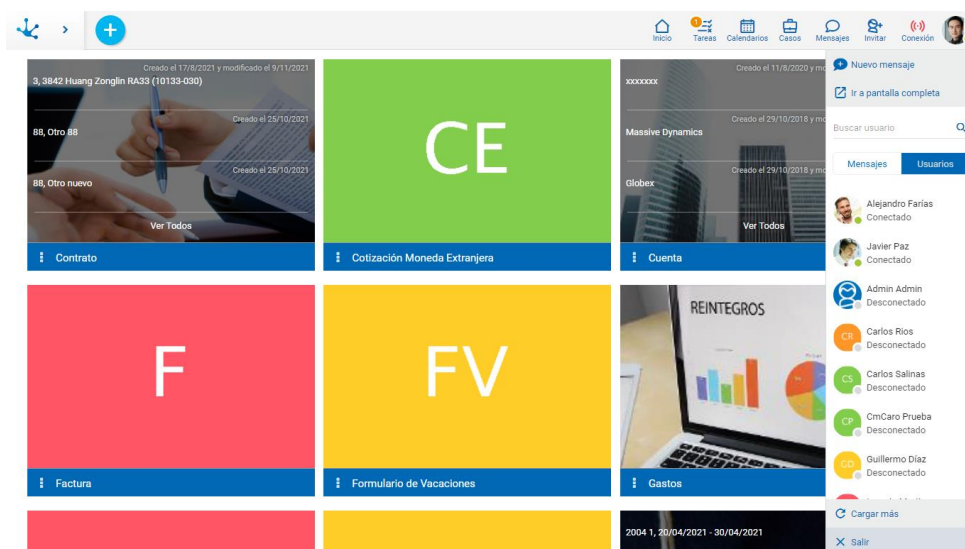 1
Inicio
Tareas
Calendarios
Casos
Mensajes
Invitar
Conexión
Creado el 17/8/2021 y modificado el 9/11/2021
3, 3842 Huang Zonglin RA33 (10133-030)
Creado el 25/10/2021
88, Otro 88
Creado el 25/10/2021
88, Otro nuevo
Ver Todos
Contrato
CE
Cotización Moneda Extranjera
Creado el 11/8/2020 y mo
xxxxxxx
Creado el 29/10/2018 y mo
Massive Dynamics
Creado el 29/10/2018 y mo
Globex
Ver Todos
Cuenta
F
Factura
FV
Formulario de Vacaciones
REINTEGROS
Gastos
2004 1, 20/04/2021 - 30/04/2021
Nuevo mensaje
Ir a pantalla completa
Buscar usuario
Mensajes
Usuarios
Alejandro Farías
Conectado
Javier Paz
Conectado
Admin Admin
Desconectado
CR
Carlos Rios
Desconectado
CS
Carlos Salinas
Desconectado
CP
CmCaro Prueba
Desconectado
GD
Guillermo Díaz
Desconectado
Cargar más
Salir